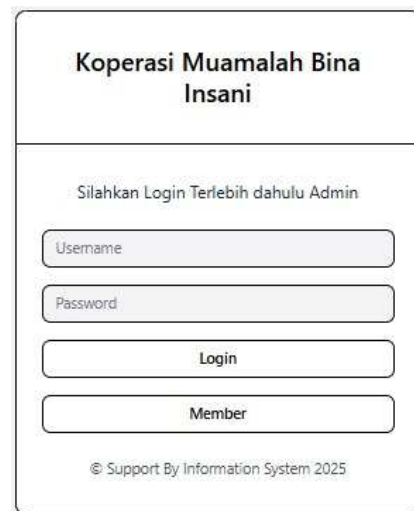 Koperasi Muamalah Bina
Insani
Silahkan Login Terlebih dahulu Admin
Username
Password
Login
Member
© Support By Information System 2025